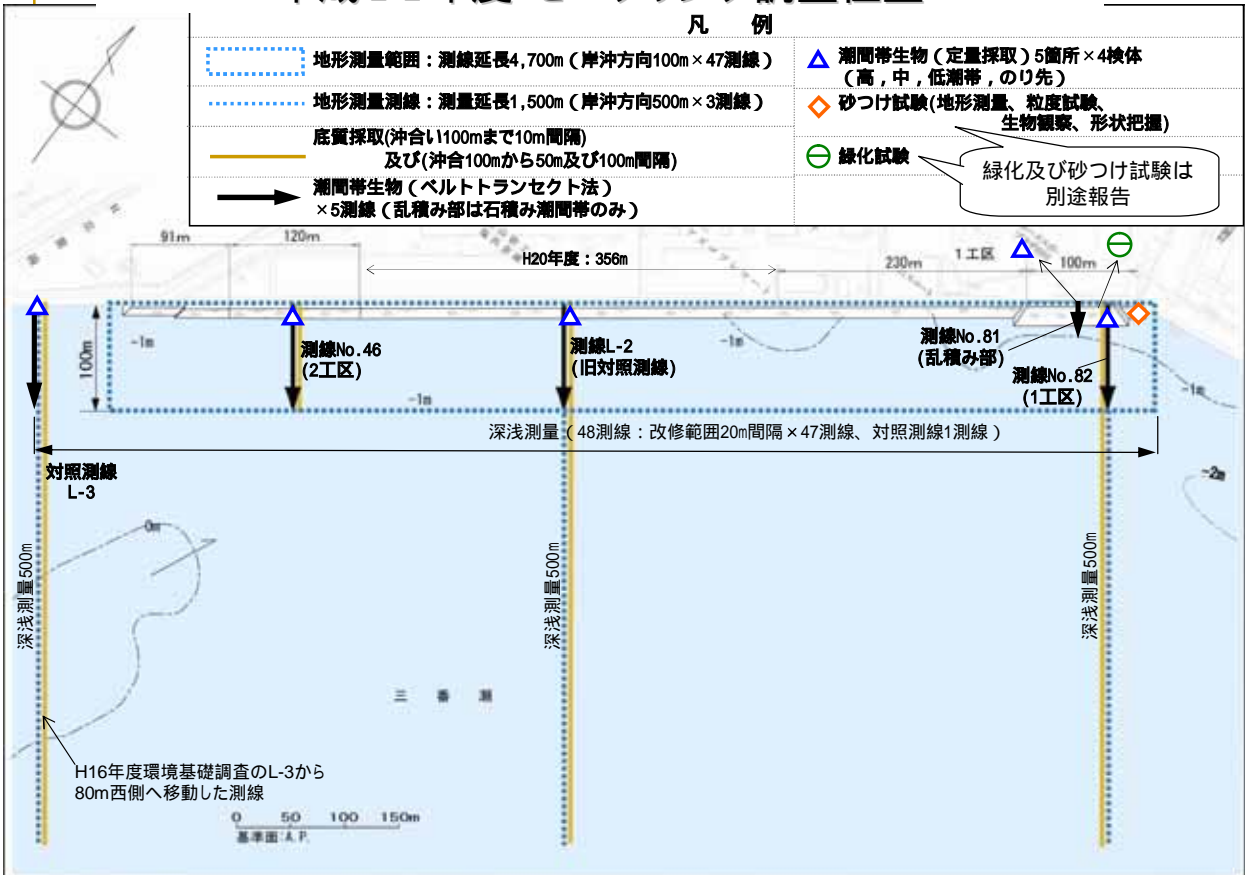 凡　例
地形測量範囲：測線延長4,700m（岸沖方向100m×47測線）
地形測量測線：測量延長1,500m（岸沖方向500m×3測線）
底質採取(沖合い100mまで10m間隔)
及び(沖合100mから50m及び100m間隔)
潮間帯生物（ベルトトランセクト法）
×5測線（乱積み部は石積み潮間帯のみ）
潮間帯生物（定量採取）5箇所×4検体
（高，中，低潮帯，のり先）
砂つけ試験(地形測量、粒度試験、
生物観察、形状把握)
緑化試験
緑化及び砂つけ試験は
別途報告
91m
120m
H20年度：356m
230m
1工区
100m
100m
-1m
-1m
-1m
-1m
-2m
測線No.46
(2工区)
測線L-2
(旧対照測線)
測線No.81
(乱積み部)
測線No.82
(1工区)
深浅測量（48測線：改修範囲20m間隔×47測線、対照測線1測線）
対照測線
L-3
0m
深浅測量500m
深浅測量500m
深浅測量500m
三　番　瀬
H16年度環境基礎調査のL-3から
80m西側へ移動した測線
0　50　100　150m
基準面：A.P.